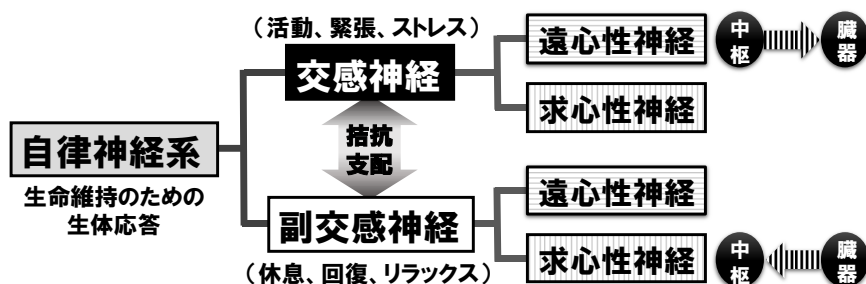 （活動、緊張、ストレス）
交感神経
遠心性神経
中枢
臓器
求心性神経
拮抗
支配
自律神経系
生命維持のための
生体応答
副交感神経
（休息、回復、リラックス）
遠心性神経
求心性神経
中枢
臓器